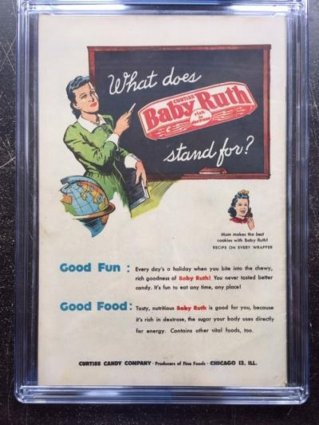 What does
CURTISS
Baby Ruth
stand for?
Mom makes the best
cookies with Baby Ruth!
RECIPE ON EVERY WRAPPER
Good Fun : Every day's a holiday when you bite into the chewy,
rich goodness of Baby Ruth! You never tasted better
candy. It's fun to eat any time, any place!
Good Food : Tasty, nutritious Baby Ruth is good for you, because
it's rich in dextrose, the sugar your body uses directly
for energy. Contains other vital foods, too.
CURTISS CANDY COMPANY • Producers of Fine Foods • CHICAGO 13, ILL.